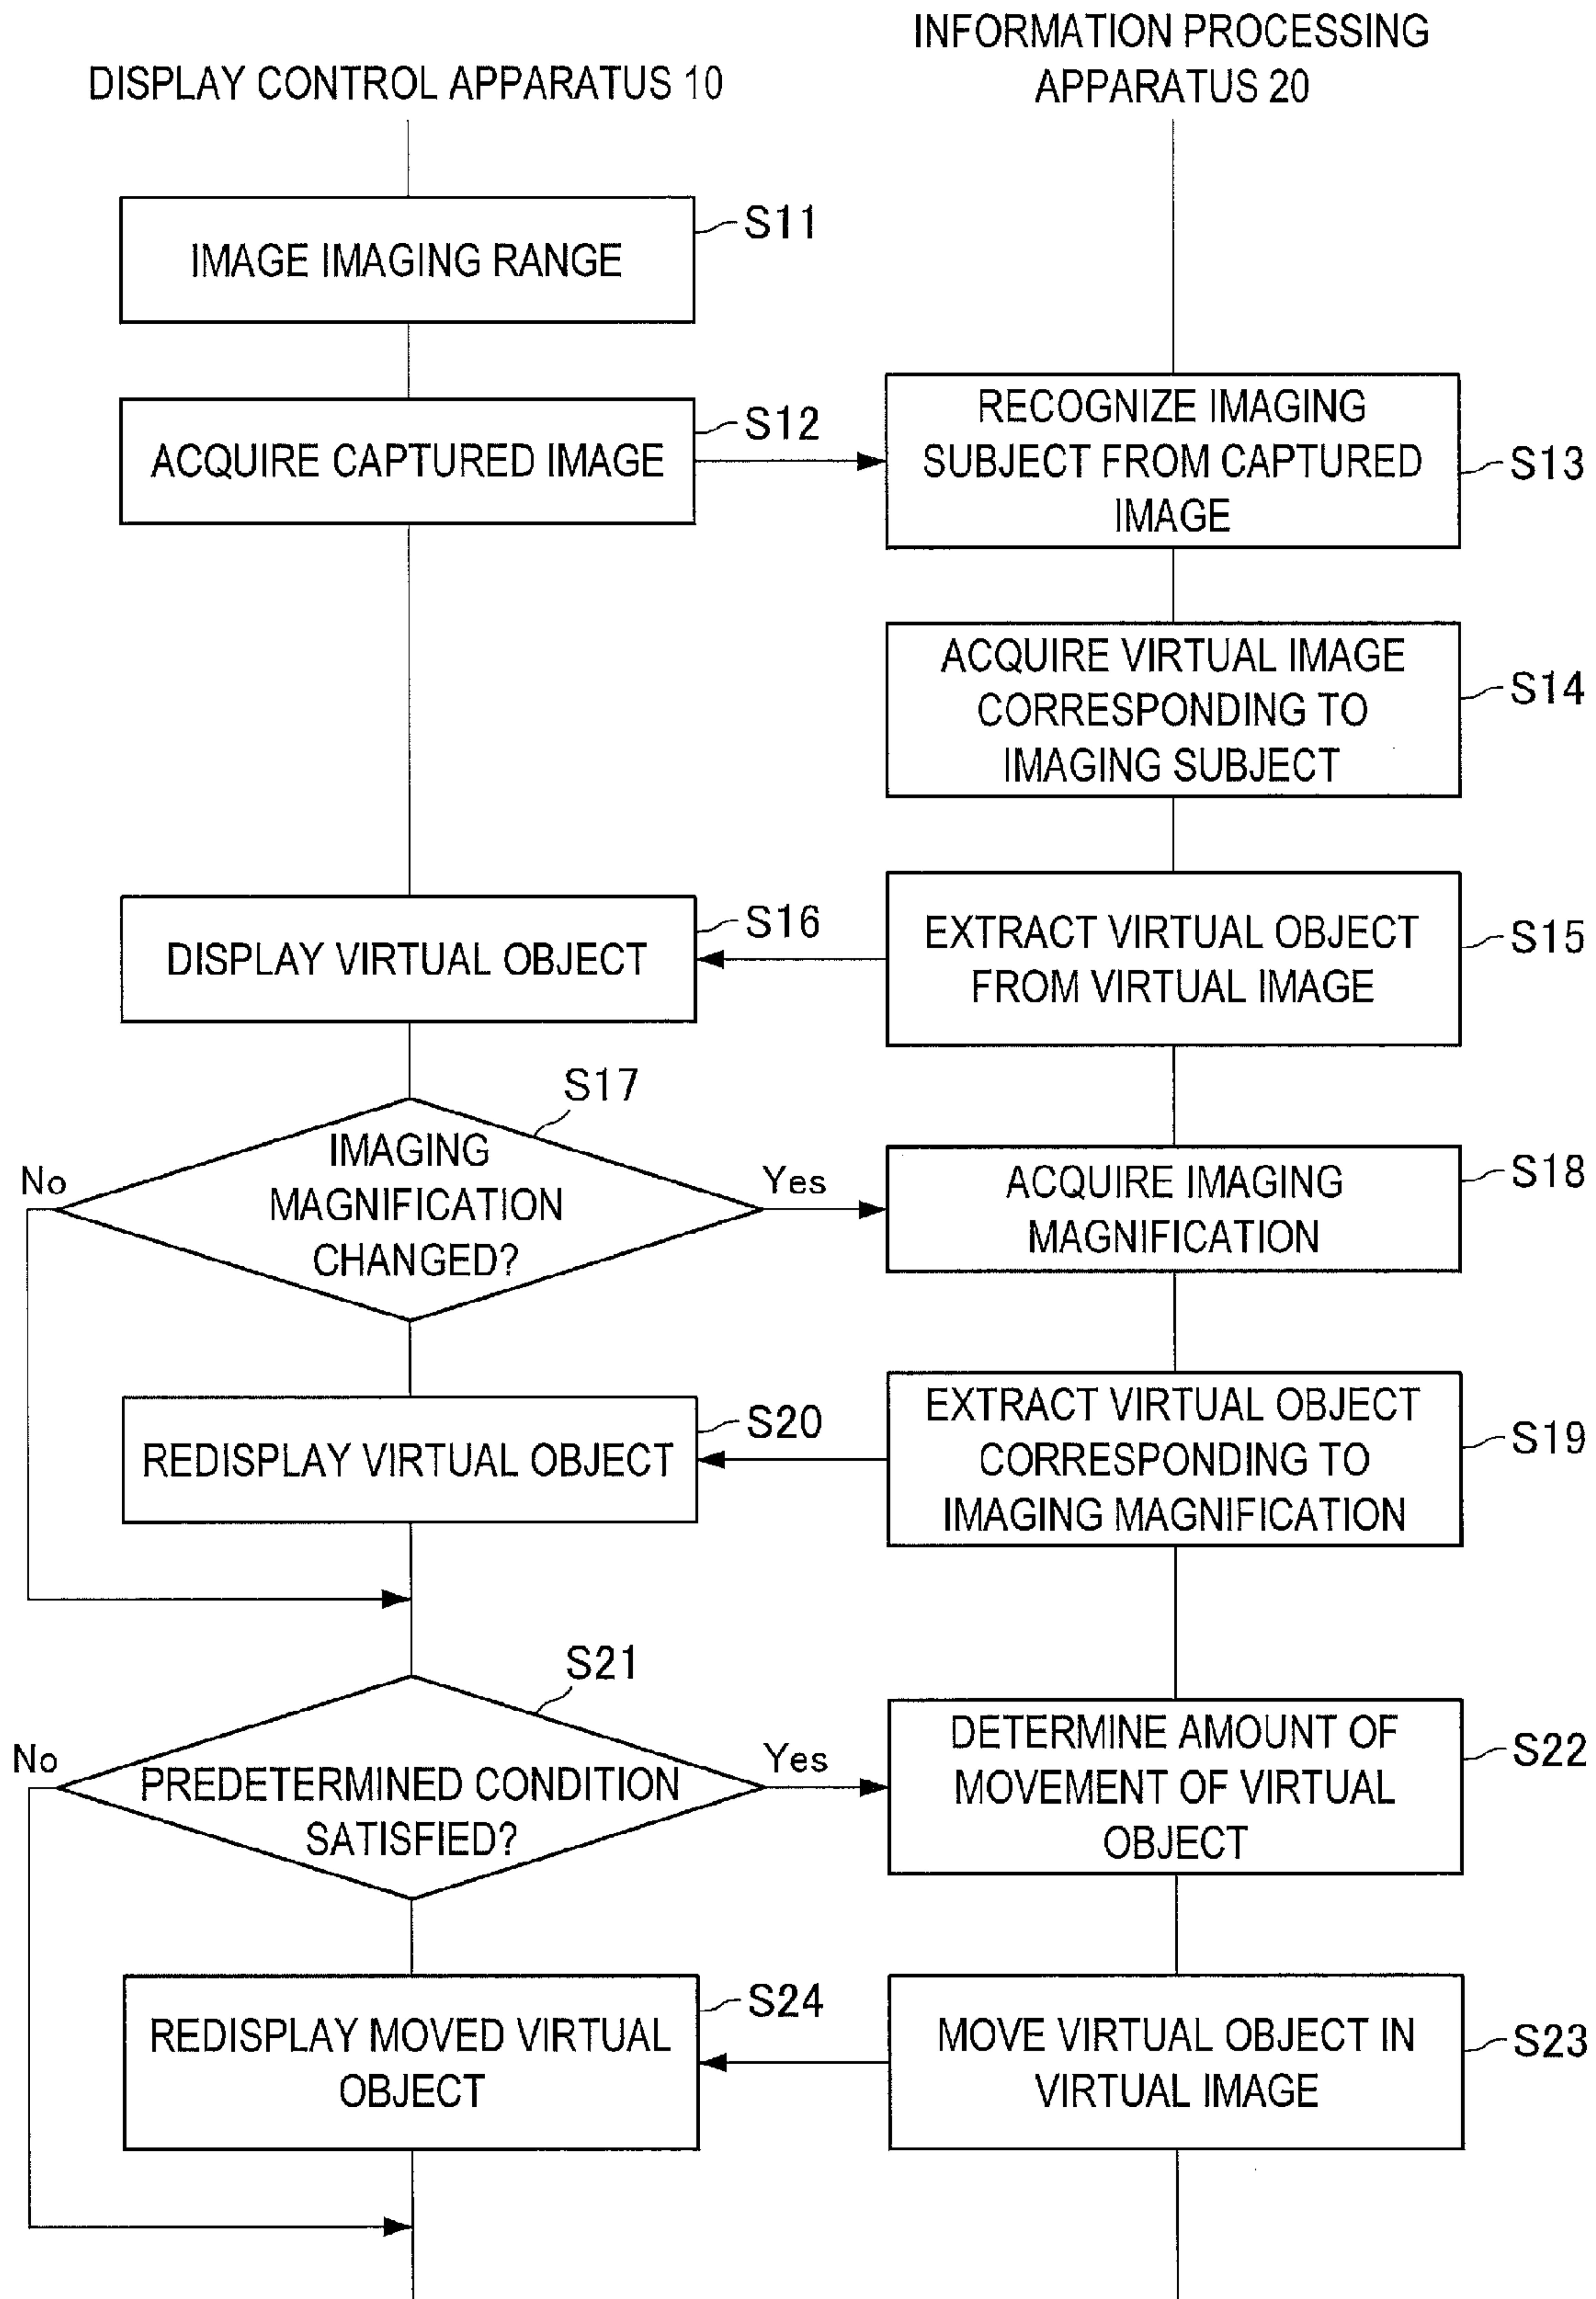 DISPLAY CONTROL APPARATUS 10
INFORMATION PROCESSING
APPARATUS 20
IMAGE IMAGING RANGE
S11
ACQUIRE CAPTURED IMAGE
S12
RECOGNIZE IMAGING
SUBJECT FROM CAPTURED
IMAGE
S13
ACQUIRE VIRTUAL IMAGE
CORRESPONDING TO
IMAGING SUBJECT
S14
EXTRACT VIRTUAL OBJECT
FROM VIRTUAL IMAGE
S15
DISPLAY VIRTUAL OBJECT
S16
IMAGING
MAGNIFICATION
CHANGED?
S17
No
Yes
ACQUIRE IMAGING
MAGNIFICATION
S18
EXTRACT VIRTUAL OBJECT
CORRESPONDING TO
IMAGING MAGNIFICATION
S19
REDISPLAY VIRTUAL OBJECT
S20
PREDETERMINED CONDITION
SATISFIED?
S21
No
Yes
DETERMINE AMOUNT OF
MOVEMENT OF VIRTUAL
OBJECT
S22
MOVE VIRTUAL OBJECT IN
VIRTUAL IMAGE
S23
REDISPLAY MOVED VIRTUAL
OBJECT
S24